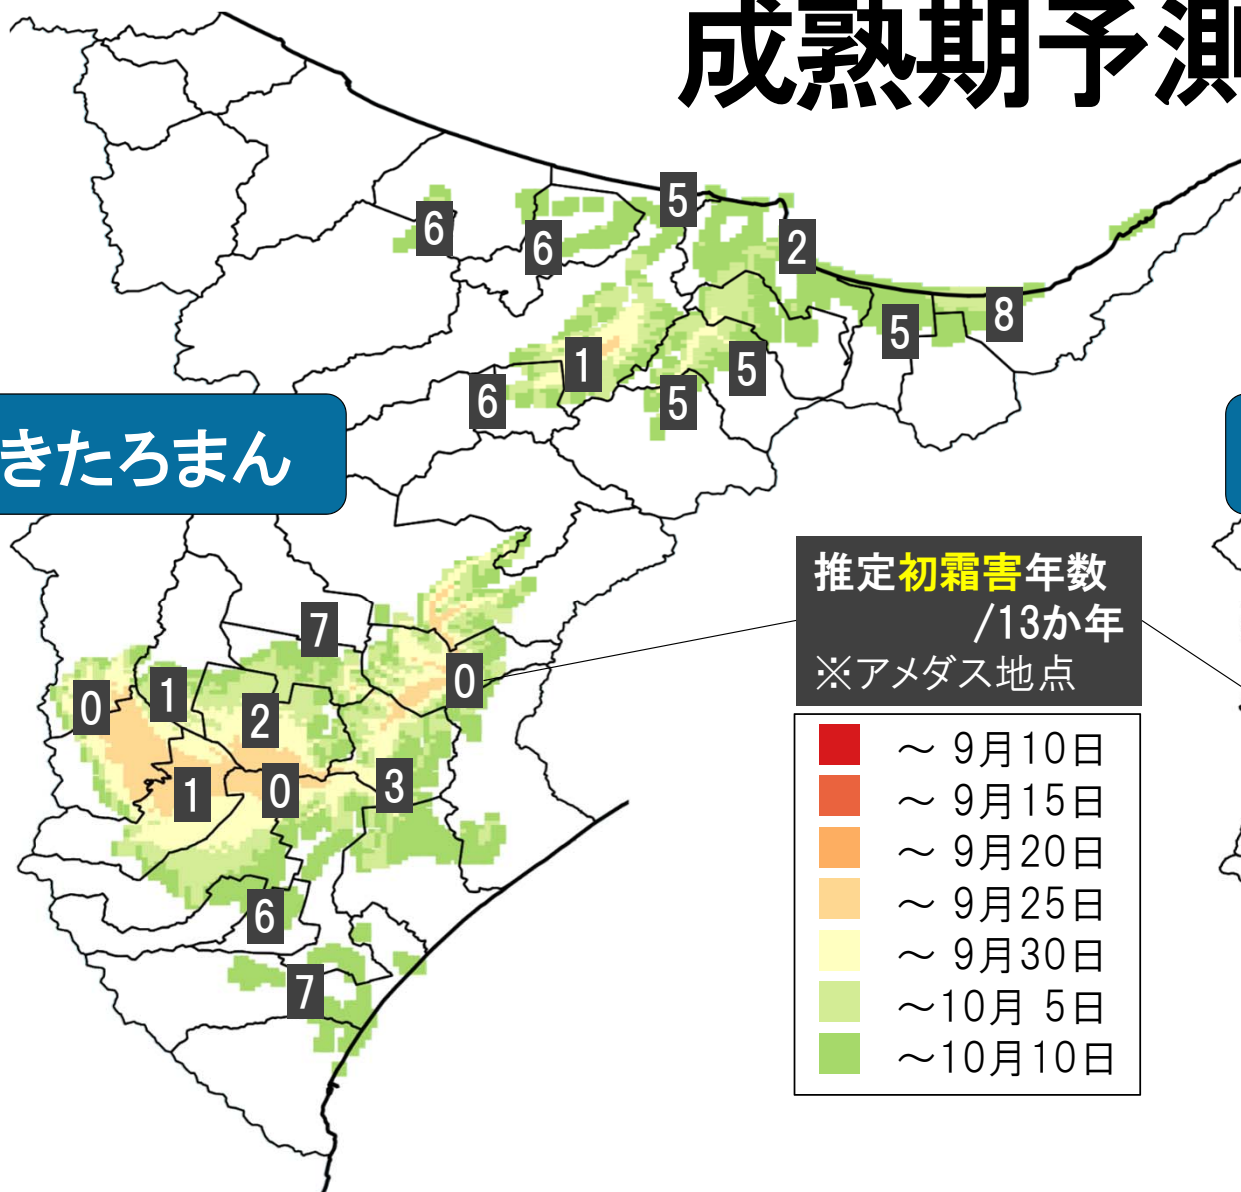 成熟期予測
5
6
6
2
8
5
1
5
6
5
きたろまん
推定初霜害年数
/13か年
※アメダス地点
7
0
1
0
2
1
0
3
6
7
～ 9月10日
～ 9月15日
～ 9月20日
～ 9月25日
～ 9月30日
～10月 5日
～10月10日